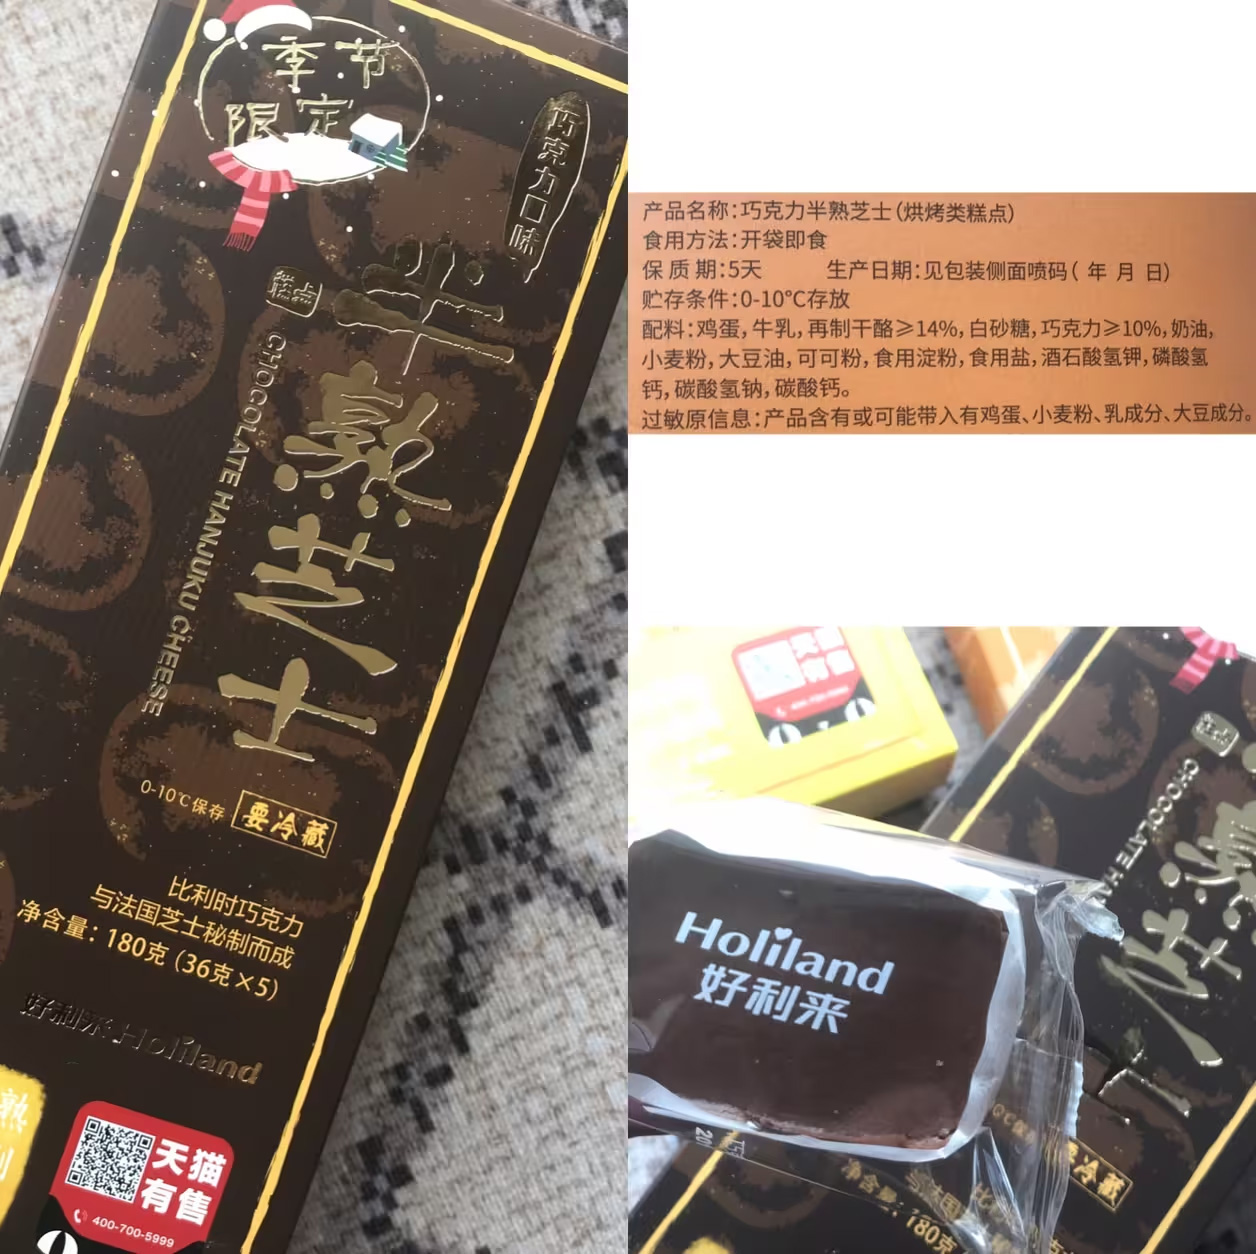 季节
限定
巧克力口味
半熟芝士
糕点
CHOCOLATE HANJUKU CHEESE
0-10℃保存 要冷藏
比利时巧克力
与法国芝士秘制而成
净含量：180克 (36克×5)
好利来 Holiland
熟
天猫
有售
400-700-5999
产品名称：巧克力半熟芝士(烘烤类糕点)
食用方法：开袋即食
保 质 期：5天 生产日期：见包装侧面喷码( 年 月 日)
贮存条件：0-10℃存放
配料：鸡蛋，牛乳，再制干酪≥14%，白砂糖，巧克力≥10%，奶油，
小麦粉，大豆油，可可粉，食用淀粉，食用盐，酒石酸氢钾，磷酸氢
钙，碳酸氢钠，碳酸钙。
过敏原信息：产品含有或可能带入有鸡蛋、小麦粉、乳成分、大豆成分。
天猫
有售
糕点
CHOCOLATE HA
Holiland
好利来
要冷藏
与法国
净含量：180克